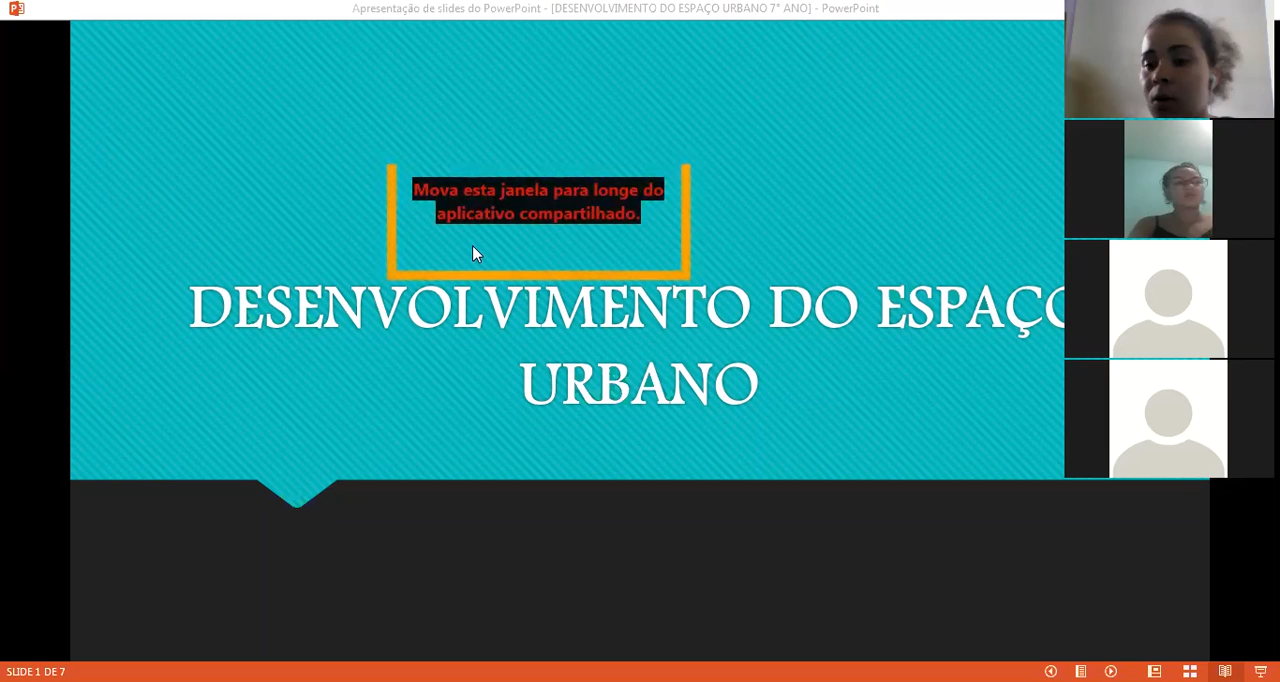 Apresentação de slides do PowerPoint - [DESENVOLVIMENTO DO ESPAÇO URBANO 7° ANO] - PowerPoint
Mova esta janela para longe do
aplicativo compartilhado.
DESENVOLVIMENTO DO ESPAÇO
URBANO
SLIDE 1 DE 7